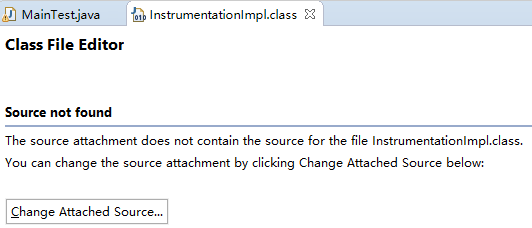 MainTest.java InstrumentationImpl.class
Class File Editor
Source not found
The source attachment does not contain the source for the file InstrumentationImpl.class.
You can change the source attachment by clicking Change Attached Source below:
Change Attached Source...